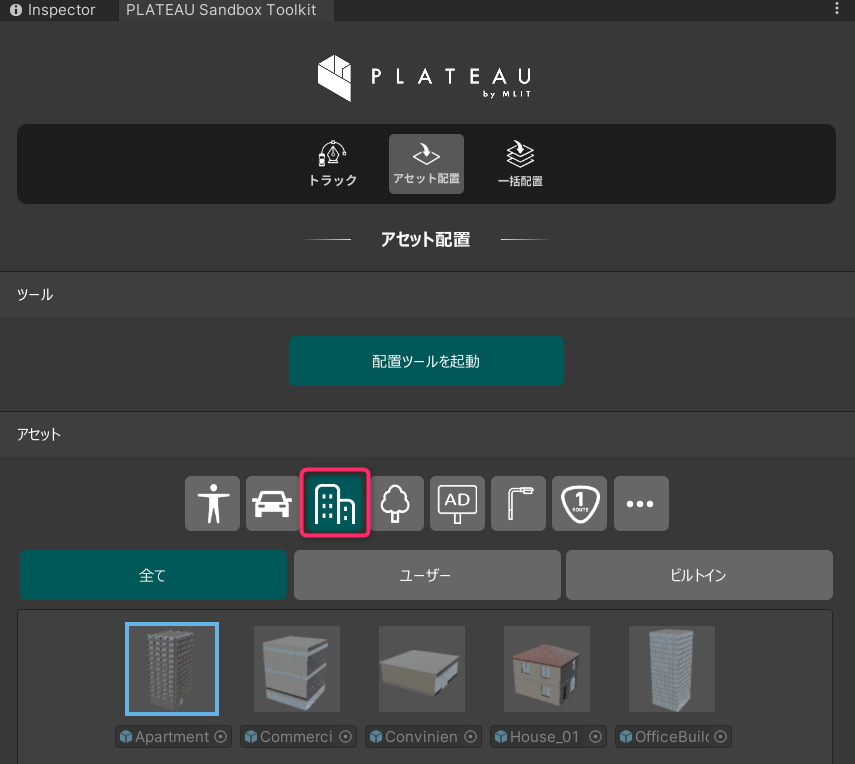 Inspector
PLATEAU Sandbox Toolkit
PLATEAU
by MLIT
トラック
アセット配置
一括配置
アセット配置
ツール
配置ツールを起動
アセット
AD
1
ROUTE
全て
ユーザー
ビルトイン
Apartment
Commerci
Convinien
House_01
OfficeBuild